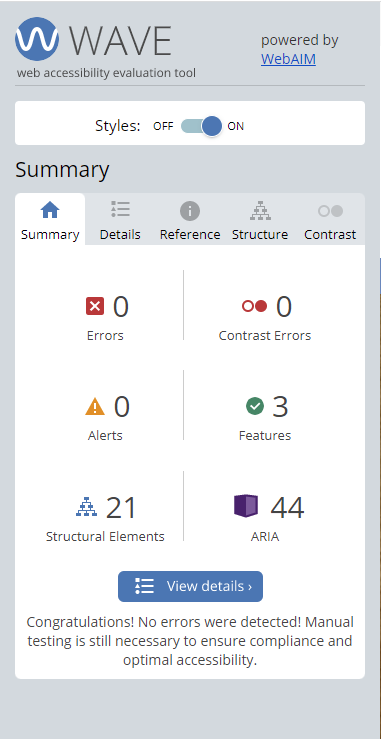 WAVE
powered by
WebAIM
web accessibility evaluation tool
Styles: OFF ON
Summary
Summary Details Reference Structure Contrast
0 0
Errors Contrast Errors
0 3
Alerts Features
21 44
Structural Elements ARIA
View details ›
Congratulations! No errors were detected! Manual
testing is still necessary to ensure compliance and
optimal accessibility.